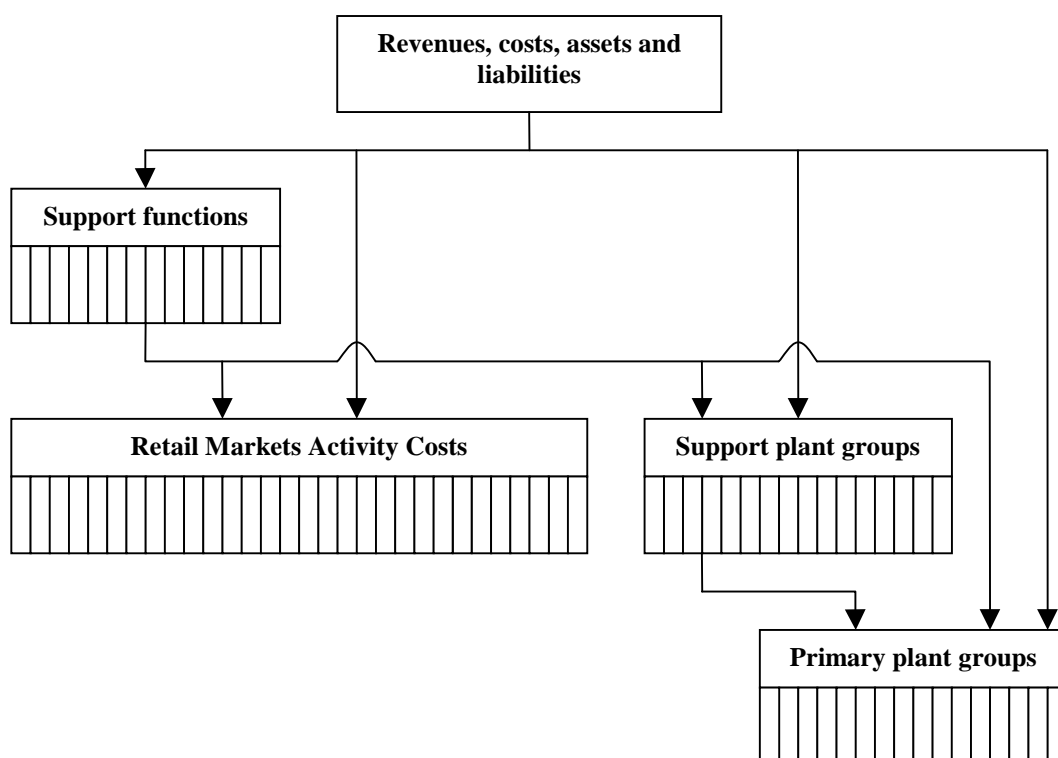 Revenues, costs, assets and
liabilities
Support functions
Retail Markets Activity Costs
Support plant groups
Primary plant groups